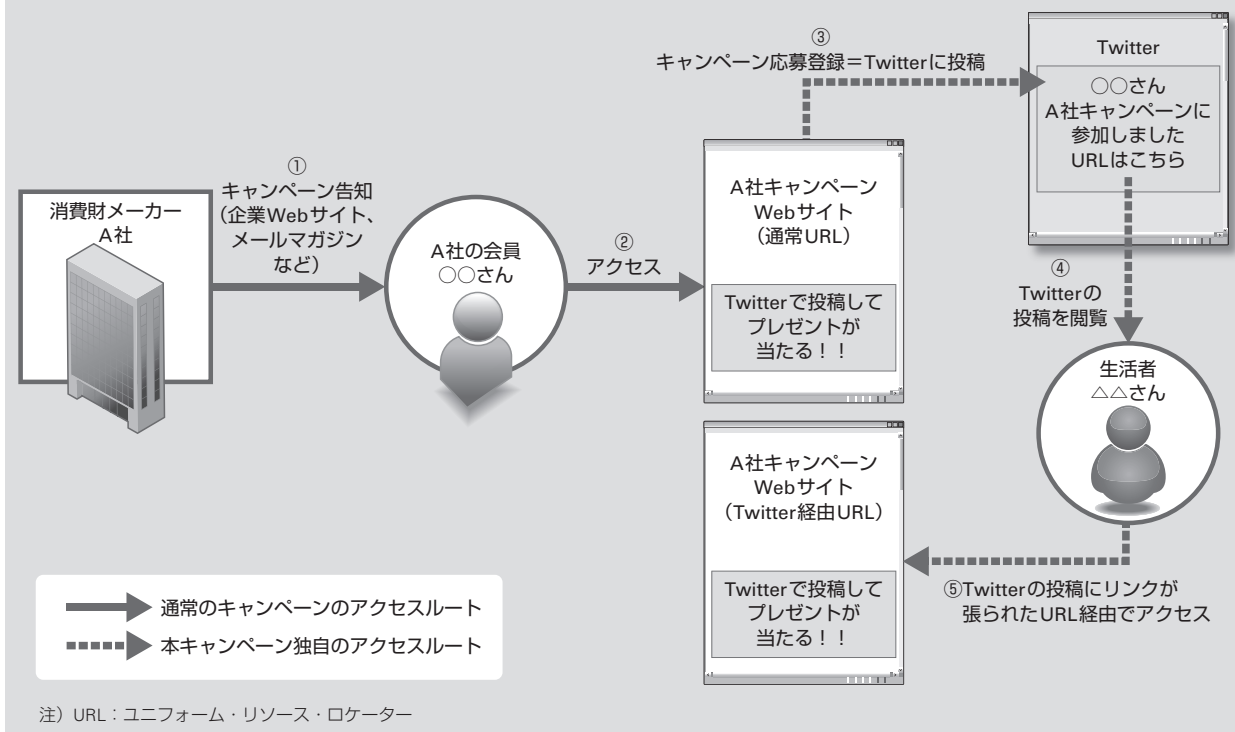 消費財メーカー
A社
①
キャンペーン告知
(企業Webサイト、
メールマガジン
など)
A社の会員
○○さん
②
アクセス
A社キャンペーン
Webサイト
(通常URL)
Twitterで投稿して
プレゼントが
当たる！！
③
キャンペーン応募登録＝Twitterに投稿
Twitter
○○さん
A社キャンペーンに
参加しました
URLはこちら
④
Twitterの
投稿を閲覧
生活者
△△さん
⑤Twitterの投稿にリンクが
張られたURL経由でアクセス
A社キャンペーン
Webサイト
(Twitter経由URL)
Twitterで投稿して
プレゼントが
当たる！！
通常のキャンペーンのアクセスルート
本キャンペーン独自のアクセスルート
注）URL：ユニフォーム・リソース・ロケーター